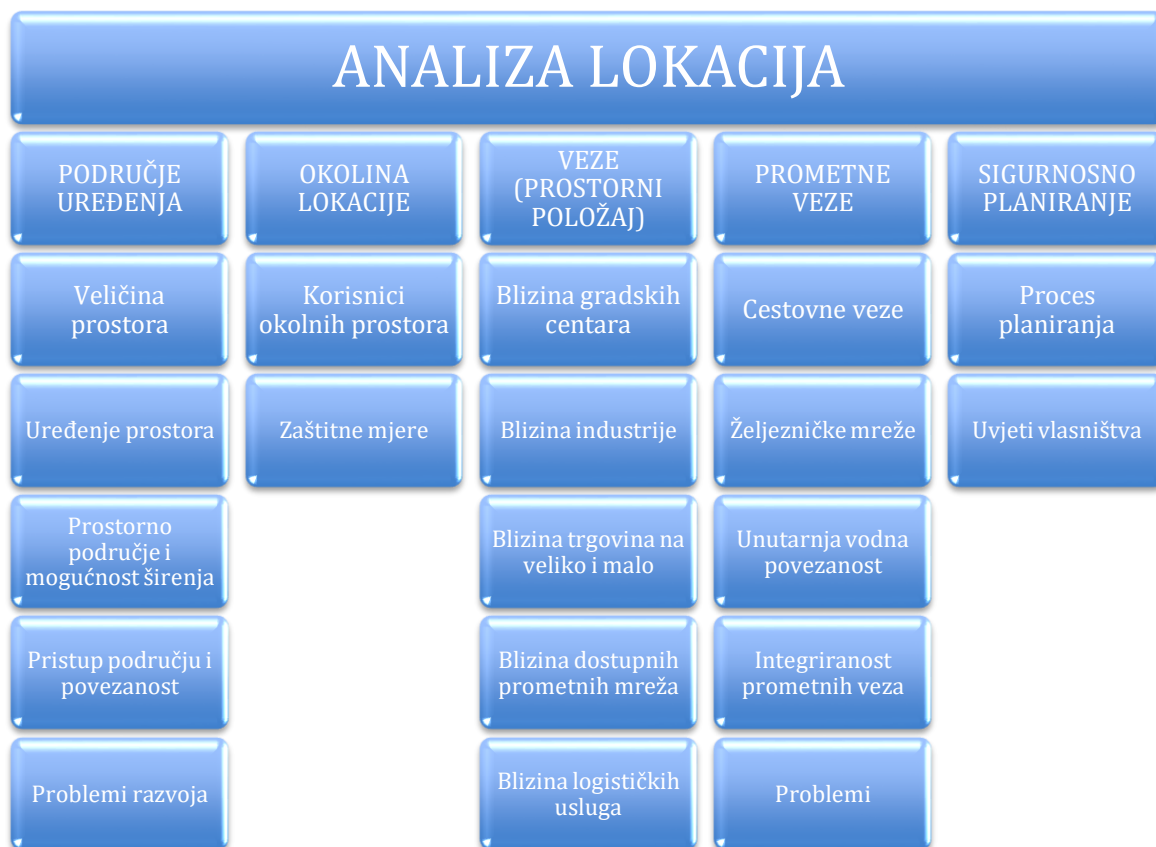 ANALIZA LOKACIJA
PODRUČJE
UREĐENJA
OKOLINA
LOKACIJE
VEZE
(PROSTORNI
POLOŽAJ)
PROMETNE
VEZE
SIGURNOSNO
PLANIRANJE
Veličina
prostora
Korisnici
okolnih prostora
Blizina gradskih
centara
Cestovne veze
Proces
planiranja
Uređenje prostora
Zaštitne mjere
Blizina industrije
Željezničke mreže
Uvjeti vlasništva
Prostorno
područje i
mogućnost širenja
Blizina trgovina na
veliko i malo
Unutarnja vodna
povezanost
Pristup području i
povezanost
Blizina dostupnih
prometnih mreža
Integriranost
prometnih veza
Problemi razvoja
Blizina logističkih
usluga
Problemi